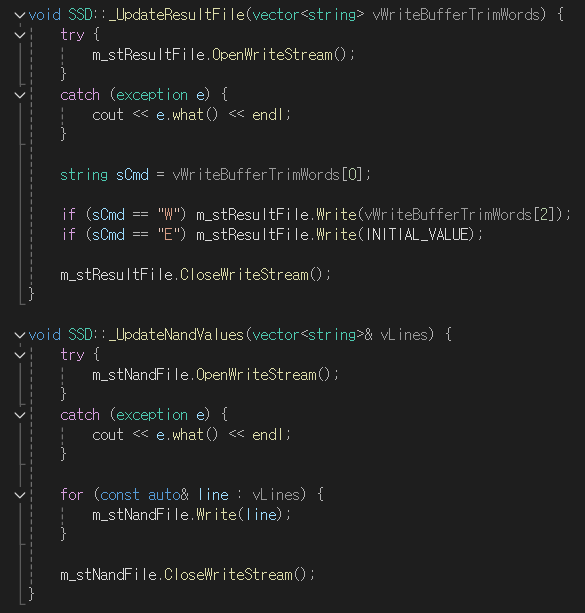 void SSD::_UpdateResultFile(vector<string> vWriteBufferTrimWords) {
    try {
        m_stResultFile.OpenWriteStream();
    }
    catch (exception e) {
        cout << e.what() << endl;
    }

    string sCmd = vWriteBufferTrimWords[0];

    if (sCmd == "W") m_stResultFile.Write(vWriteBufferTrimWords[2]);
    if (sCmd == "E") m_stResultFile.Write(INITIAL_VALUE);

    m_stResultFile.CloseWriteStream();
}

void SSD::_UpdateNandValues(vector<string>& vLines) {
    try {
        m_stNandFile.OpenWriteStream();
    }
    catch (exception e) {
        cout << e.what() << endl;
    }

    for (const auto& line : vLines) {
        m_stNandFile.Write(line);
    }

    m_stNandFile.CloseWriteStream();
}